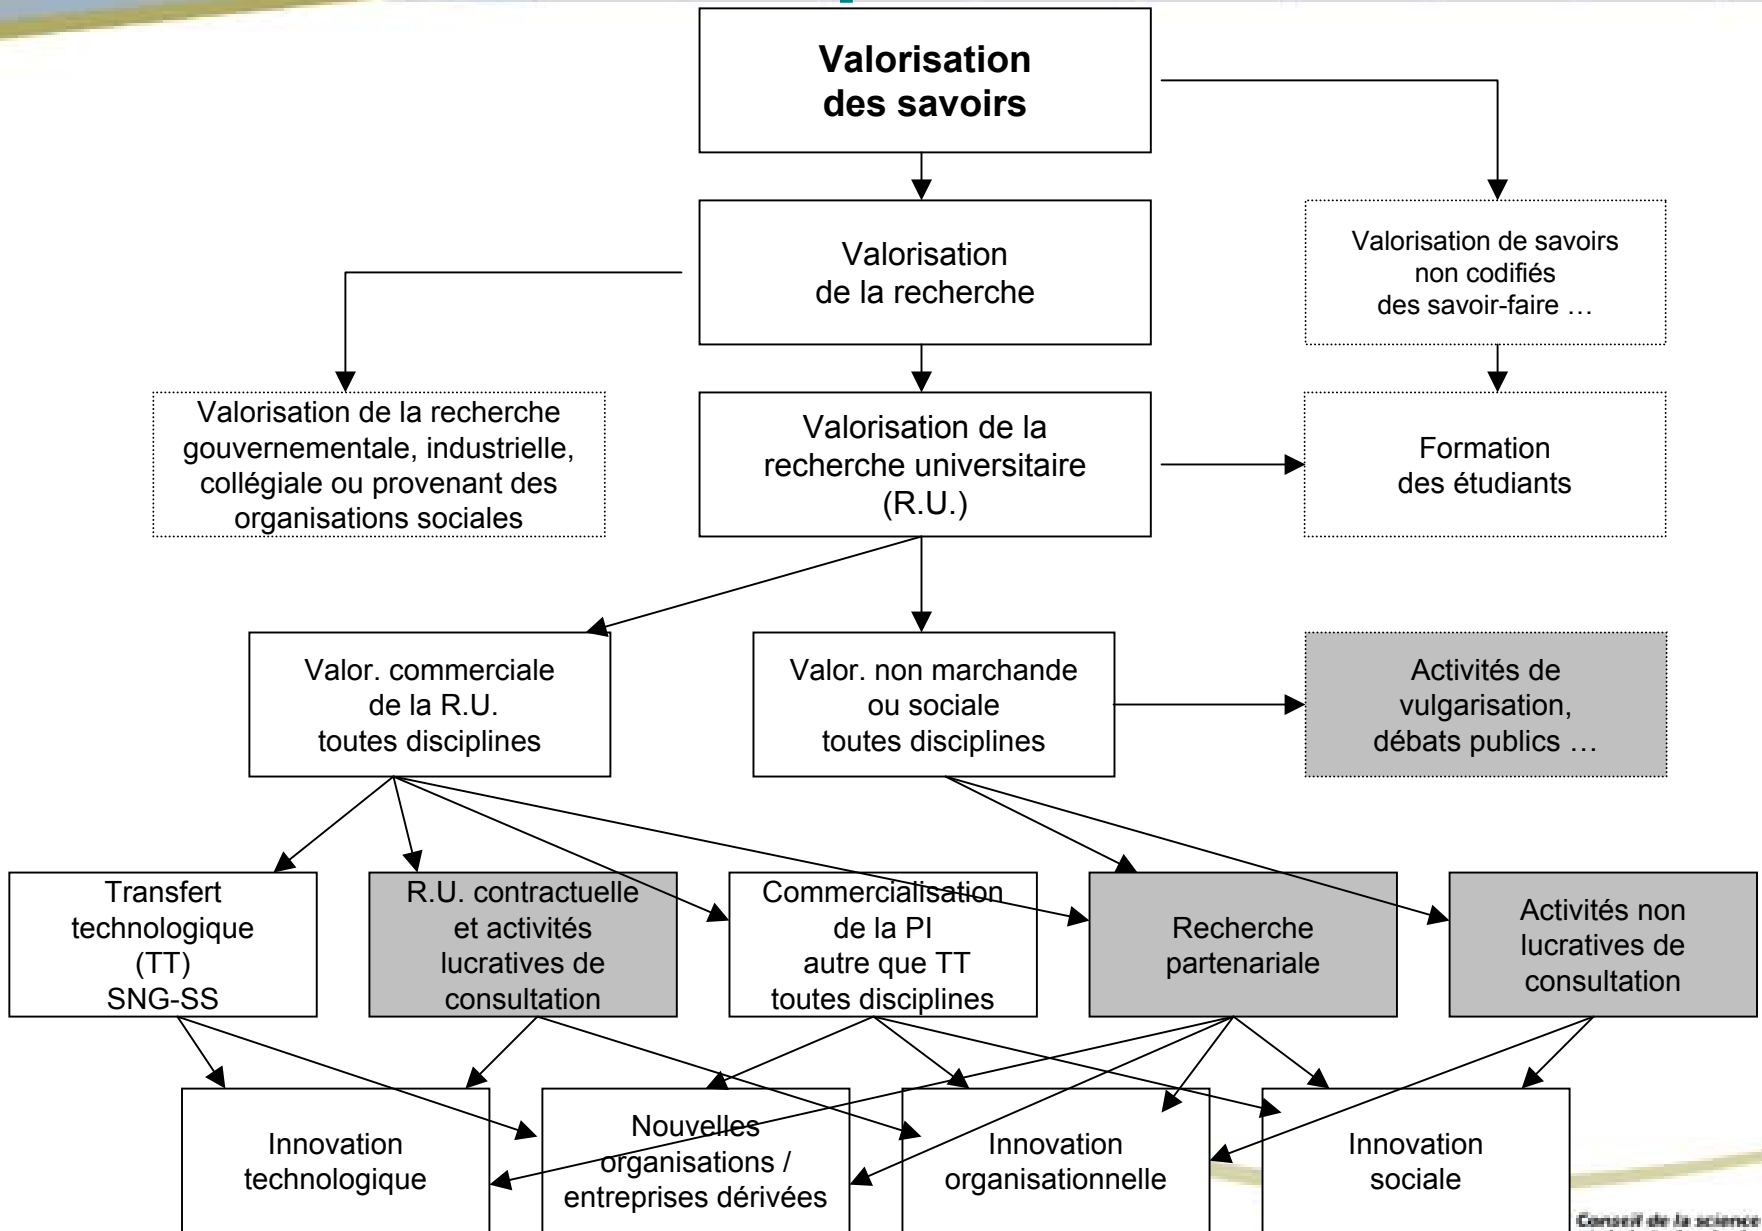 Valorisation
des savoirs
Valorisation
de la recherche
Valorisation de savoirs
non codifiés
des savoir-faire …
Valorisation de la recherche
gouvernementale, industrielle,
collégiale ou provenant des
organisations sociales
Valorisation de la
recherche universitaire
(R.U.)
Formation
des étudiants
Valor. commerciale
de la R.U.
toutes disciplines
Valor. non marchande
ou sociale
toutes disciplines
Activités de
vulgarisation,
débats publics …
Transfert
technologique
(TT)
SNG-SS
R.U. contractuelle
et activités
lucratives de
consultation
Commercialisation
de la PI
autre que TT
toutes disciplines
Recherche
partenariale
Activités non
lucratives de
consultation
Innovation
technologique
Nouvelles
organisations /
entreprises dérivées
Innovation
organisationnelle
Innovation
sociale
Conseil de la science